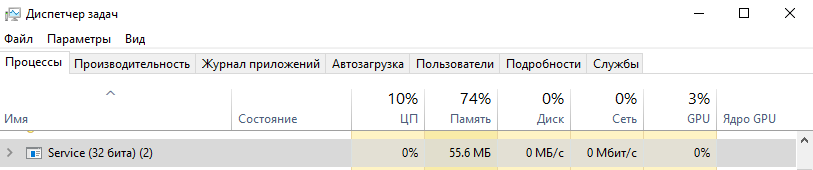 Диспетчер задач
Файл Параметры Вид
Процессы Производительность Журнал приложений Автозагрузка Пользователи Подробности Службы
10% 74% 0% 0% 3%
Имя Состояние ЦП Память Диск Сеть GPU Ядро GPU
Service (32 бита) (2) 0% 55.6 МБ 0 МБ/с 0 Мбит/с 0%